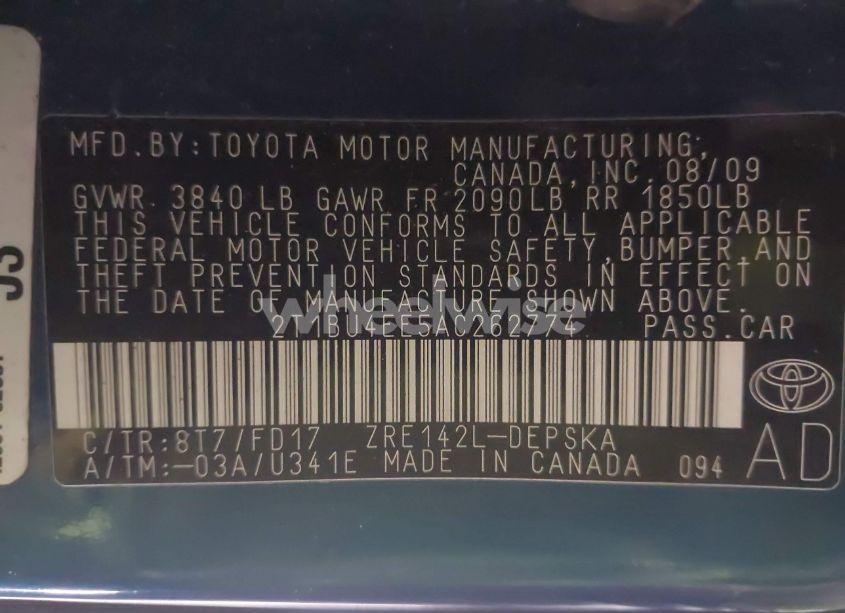 MFD.BY:TOYOTA MOTOR MANUFACTURING,
CANADA,INC. 08/09
GVWR 3840 LB GAWR FR 2090LB RR 1850LB
THIS VEHICLE CONFORMS TO ALL APPLICABLE
FEDERAL MOTOR VEHICLE SAFETY,BUMPER,AND
THEFT PREVENTION STANDARDS IN EFFECT ON
THE DATE OF MANUFACTURE SHOWN ABOVE.
PASS.CAR
wheelwise
C/TR:8T7/FD17 ZRE142L-DEPSKA
A/TM:-03A/U341E MADE IN CANADA 094
AD